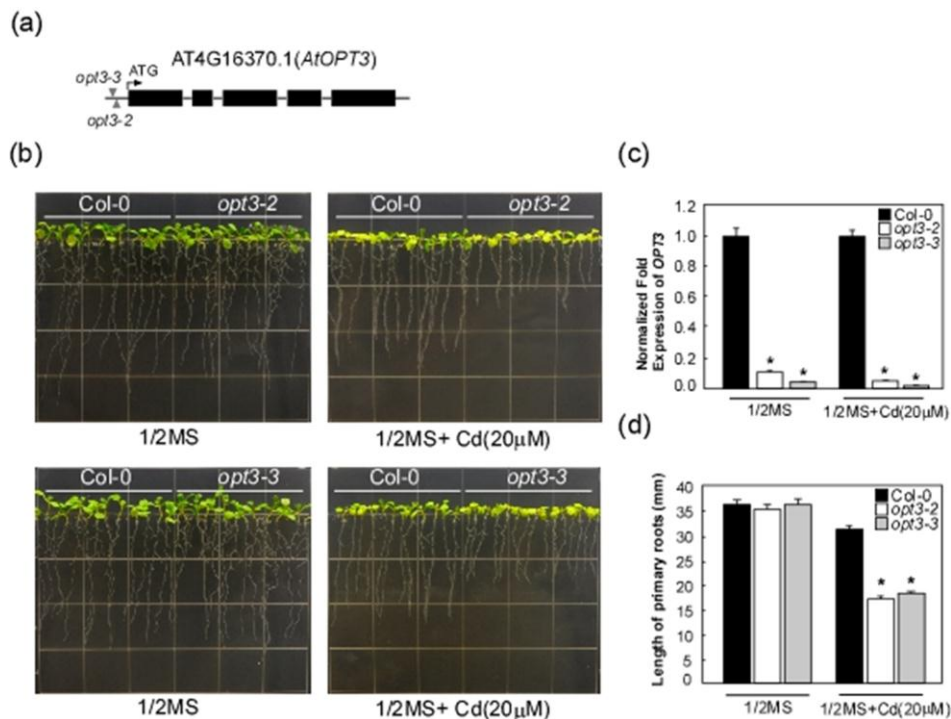 (a)
AT4G16370.1(AtOPT3)
opt3-3
ATG
opt3-2
(b)
Col-0
opt3-2
Col-0
opt3-2
1/2MS
1/2MS+ Cd(20μM)
Col-0
opt3-3
Col-0
opt3-3
1/2MS
1/2MS+ Cd(20μM)
(c)
Normalized Fold
Expression of OPT3
1.2
1.0
0.8
0.6
0.4
0.2
0.0
Col-0
opt3-2
opt3-3
*
*
*
*
1/2MS
1/2MS+Cd(20μM)
(d)
Length of primary roots (mm)
40
35
30
25
20
15
10
5
0
Col-0
opt3-2
opt3-3
*
*
1/2MS
1/2MS+Cd(20μM)